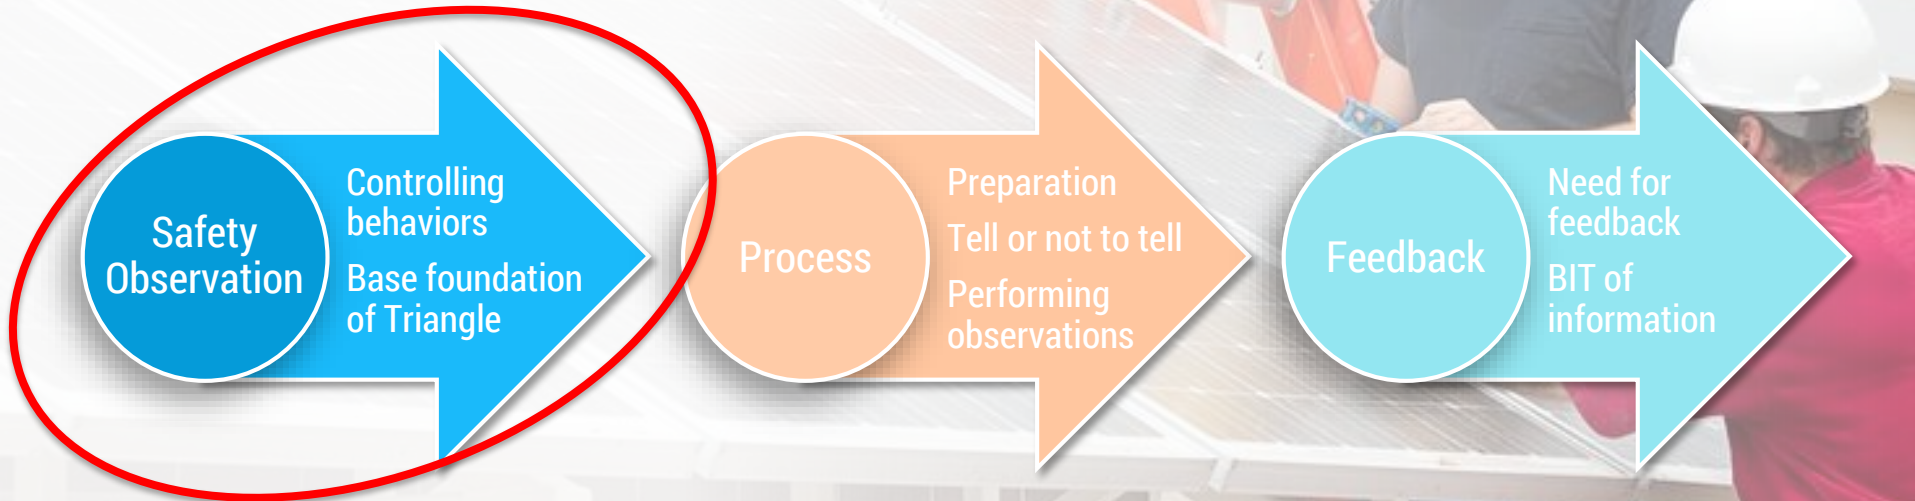 Safety
Observation
Controlling
behaviors
Base foundation
of Triangle
Process
Preparation
Tell or not to tell
Performing
observations
Feedback
Need for
feedback
BIT of
information